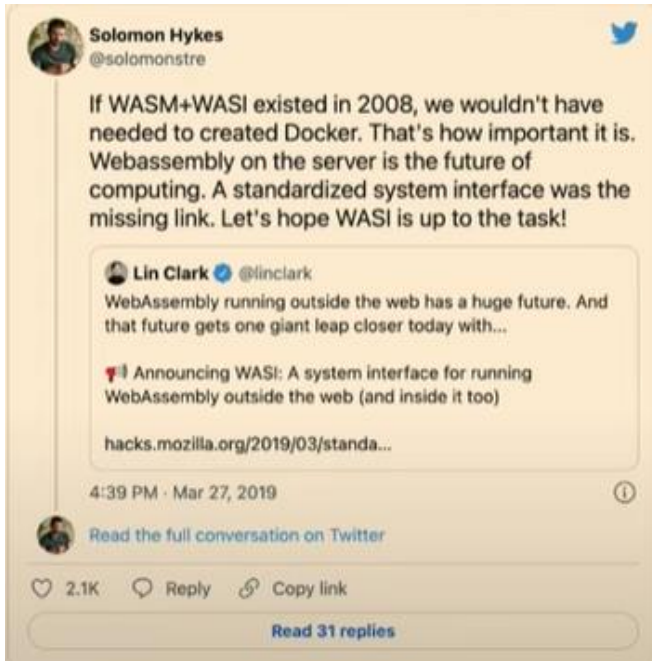 Solomon Hykes
@solomonstre
If WASM+WASI existed in 2008, we wouldn't have
needed to created Docker. That's how important it is.
Webassembly on the server is the future of
computing. A standardized system interface was the
missing link. Let's hope WASI is up to the task!
Lin Clark @linclark
WebAssembly running outside the web has a huge future. And
that future gets one giant leap closer today with...
Announcing WASI: A system interface for running
WebAssembly outside the web (and inside it too)
hacks.mozilla.org/2019/03/standa...
4:39 PM · Mar 27, 2019
Read the full conversation on Twitter
2.1K Reply Copy link
Read 31 replies